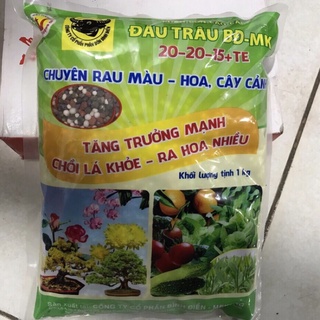 ĐẦU TRÂU BD-MK
20-20-15+TE
CHUYÊN RAU MÀU - HOA, CÂY CẢN
TĂNG TRƯỞNG MẠNH
CHỒI LÁ KHỎE - RA HOA NHIỀU
Khối lượng tịnh 1 kg